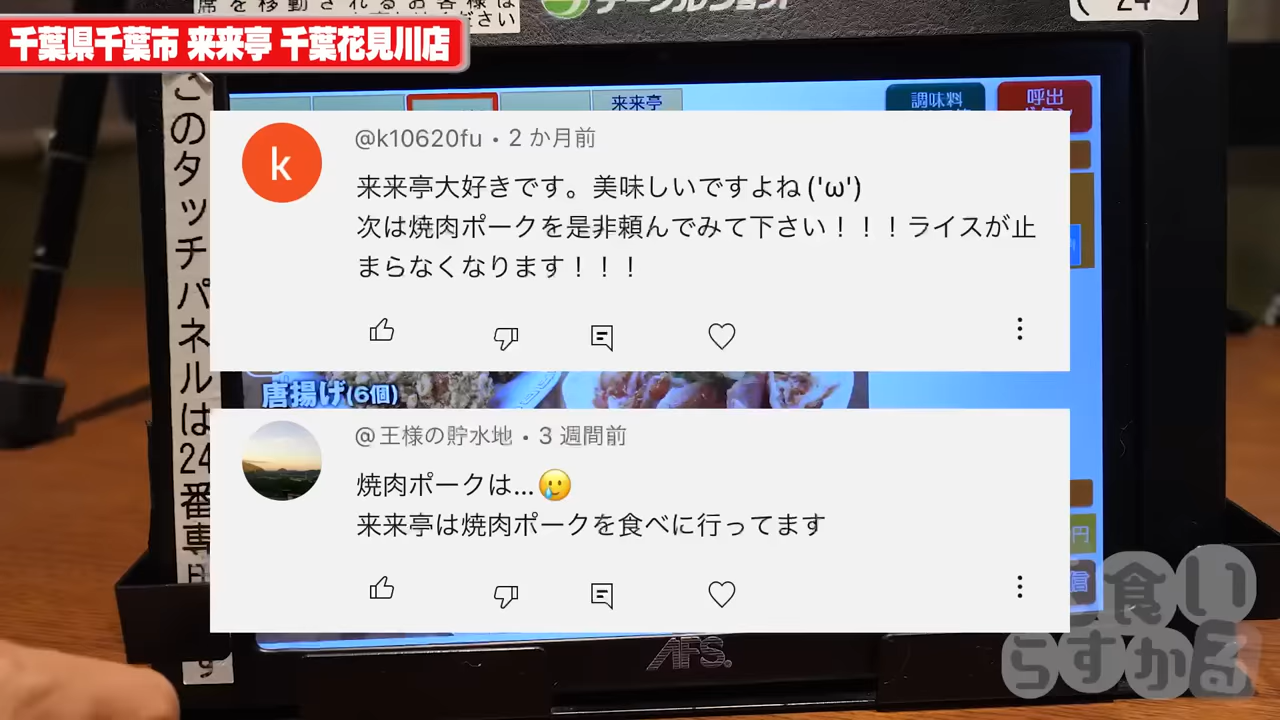 千葉県千葉市 来来亭 千葉花見川店
来来亭
調味料
呼出
@k10620fu・2 か月前
k
来来亭大好きです。美味しいですよね ('ω')
次は焼肉ポークを是非頼んでみて下さい！！！ライスが止
まらなくなります！！！
唐揚げ(6個)
@王様の貯水地・3 週間前
焼肉ポークは...🥲
来来亭は焼肉ポークを食べに行ってます
このタッチパネルは24番専用
す
円
AFS
食い
らすかる